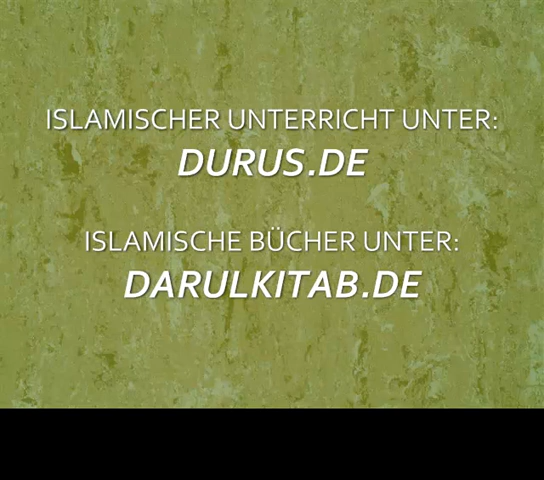 ISLAMISCHER UNTERRICHT UNTER:
DURUS.DE
ISLAMISCHE BÜCHER UNTER:
DARULKITAB.DE